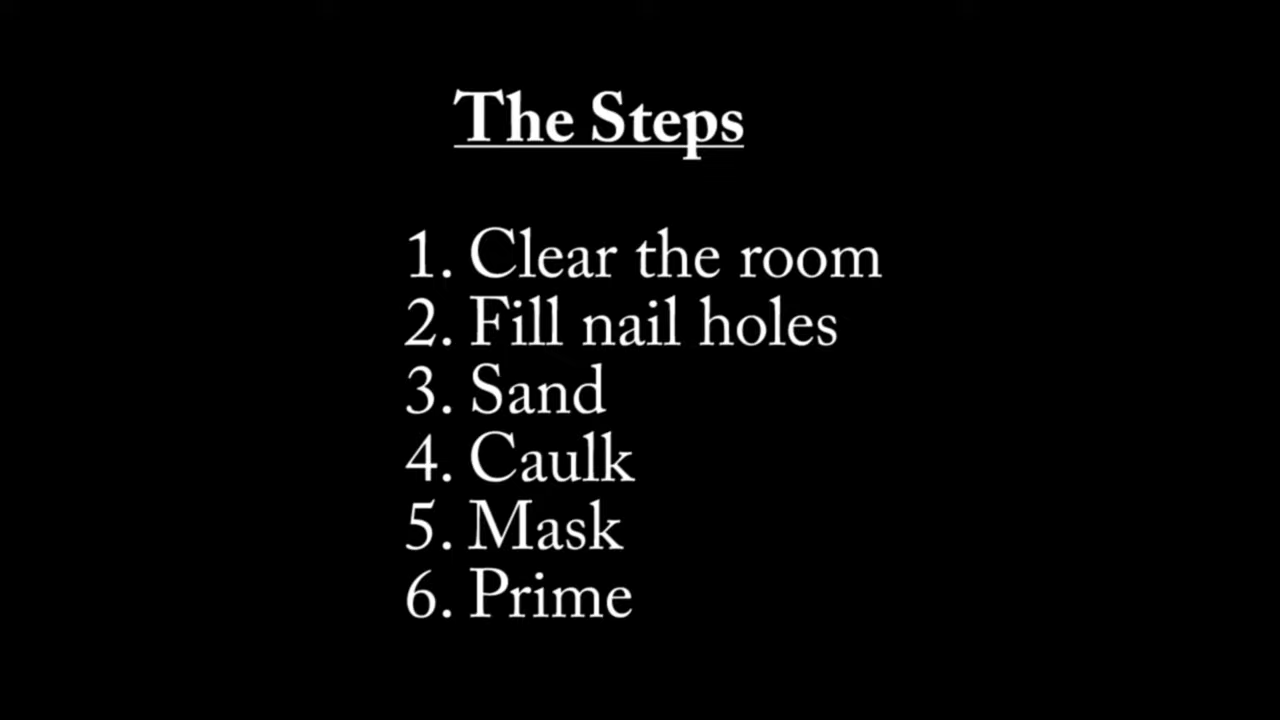 The Steps
1. Clear the room
2. Fill nail holes
3. Sand
4. Caulk
5. Mask
6. Prime